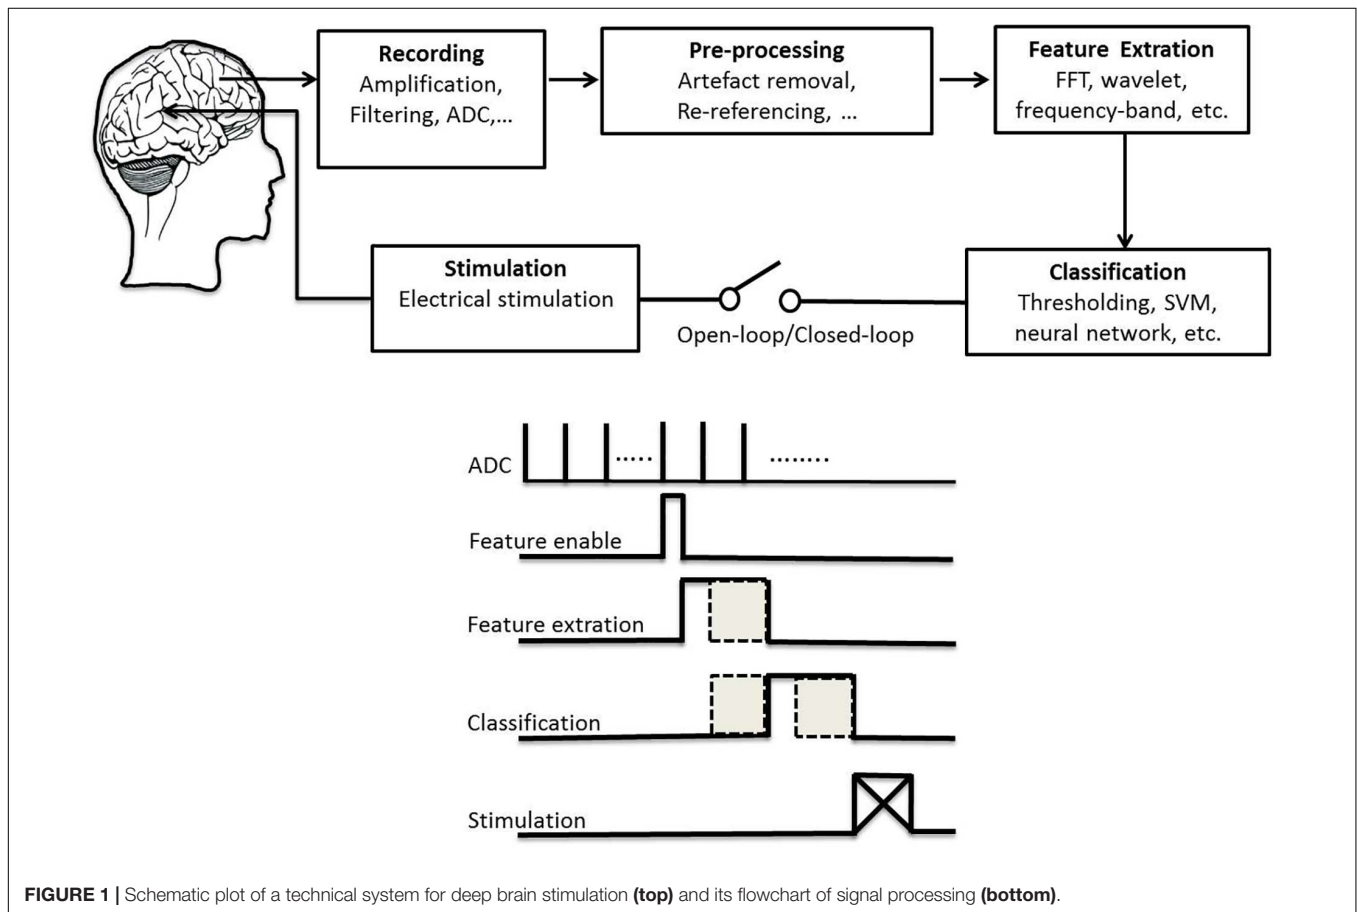 Recording
Amplification,
Filtering, ADC,...
Pre-processing
Artefact removal,
Re-referencing, ...
Feature Extration
FFT, wavelet,
frequency-band, etc.
Stimulation
Electrical stimulation
Open-loop/Closed-loop
Classification
Thresholding, SVM,
neural network, etc.
ADC
Feature enable
Feature extration
Classification
Stimulation
FIGURE 1 | Schematic plot of a technical system for deep brain stimulation (top) and its flowchart of signal processing (bottom).